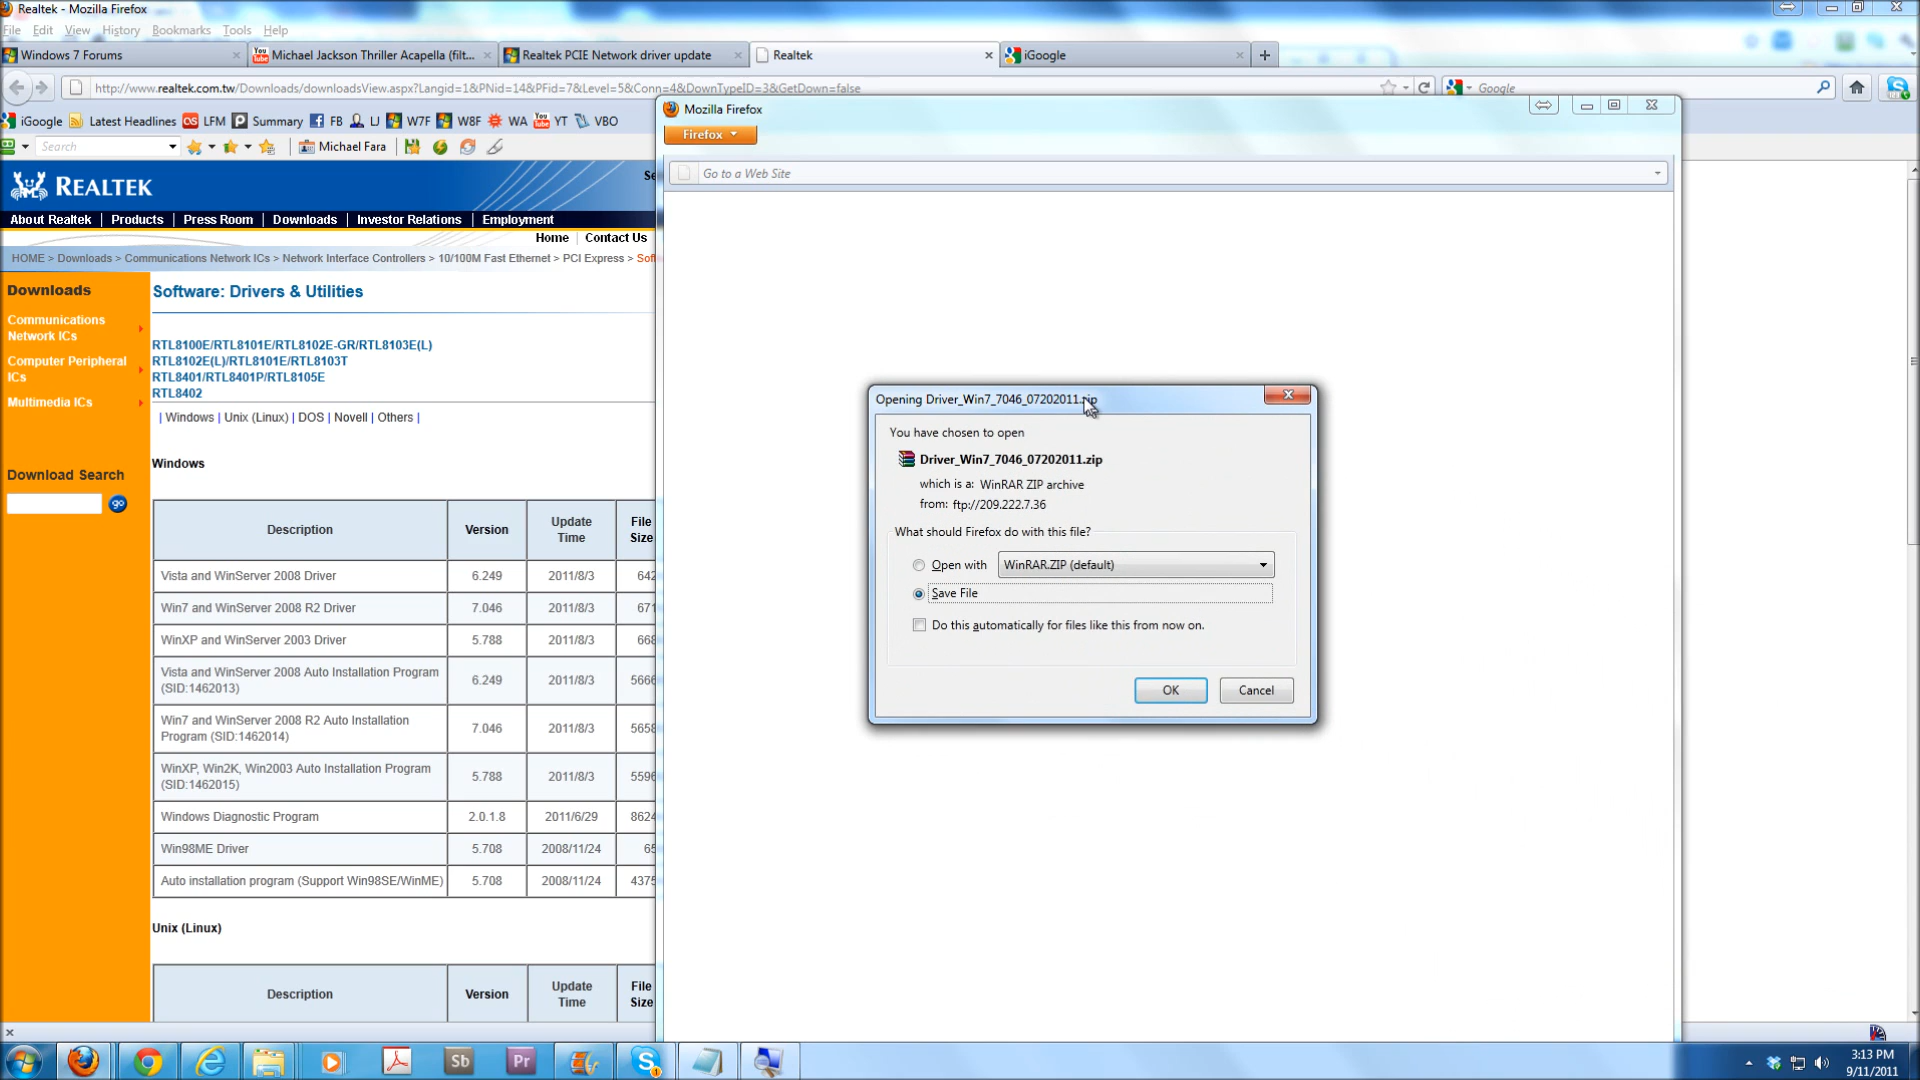 Realtek - Mozilla Firefox
File Edit View History Bookmarks Tools Help
Windows 7 Forums
Michael Jackson Thriller Acapella (filt...
Realtek PCIE Network driver update
Realtek
iGoogle
http://www.realtek.com.tw/Downloads/downloadsView.aspx?Langid=1&PNid=14&PFid=7&Level=5&Conn=4&DownTypeID=3&GetDown=false
Google
iGoogle Latest Headlines LFM Summary FB LJ W7F W8F WA YT VBO
Mozilla Firefox
Firefox
Search
Michael Fara
Go to a Web Site
REALTEK
Se
About Realtek | Products | Press Room | Downloads | Investor Relations | Employment
Home | Contact Us
HOME > Downloads > Communications Network ICs > Network Interface Controllers > 10/100M Fast Ethernet > PCI Express > Soft
Downloads
Communications
Network ICs
Computer Peripheral
ICs
Multimedia ICs
Download Search
go
Software: Drivers & Utilities
RTL8100E/RTL8101E/RTL8102E-GR/RTL8103E(L)
RTL8102E(L)/RTL8101E/RTL8103T
RTL8401/RTL8401P/RTL8105E
RTL8402
| Windows | Unix (Linux) | DOS | Novell | Others |
Windows
Description Version Update Time File Size
Vista and WinServer 2008 Driver 6.249 2011/8/3 642
Win7 and WinServer 2008 R2 Driver 7.046 2011/8/3 671
WinXP and WinServer 2003 Driver 5.788 2011/8/3 668
Vista and WinServer 2008 Auto Installation Program (SID:1462013) 6.249 2011/8/3 5666
Win7 and WinServer 2008 R2 Auto Installation Program (SID:1462014) 7.046 2011/8/3 5658
WinXP, Win2K, Win2003 Auto Installation Program (SID:1462015) 5.788 2011/8/3 5596
Windows Diagnostic Program 2.0.1.8 2011/6/29 8624
Win98ME Driver 5.708 2008/11/24 65
Auto installation program (Support Win98SE/WinME) 5.708 2008/11/24 4375
Unix (Linux)
Description Version Update Time File Size
Opening Driver_Win7_7046_07202011.zip
You have chosen to open
Driver_Win7_7046_07202011.zip
which is a: WinRAR ZIP archive
from: ftp://209.222.7.36
What should Firefox do with this file?
Open with WinRAR.ZIP (default)
Save File
Do this automatically for files like this from now on.
OK Cancel
Sb Pr
3:13 PM
9/11/2011